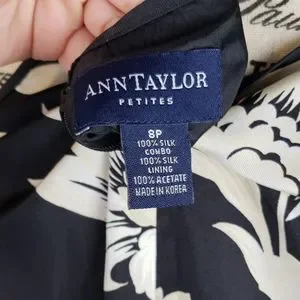 ANNTAYLOR
PETITES
8P
100% SILK
COMBO
100% SILK
LINING
100% ACETATE
MADE IN KOREA